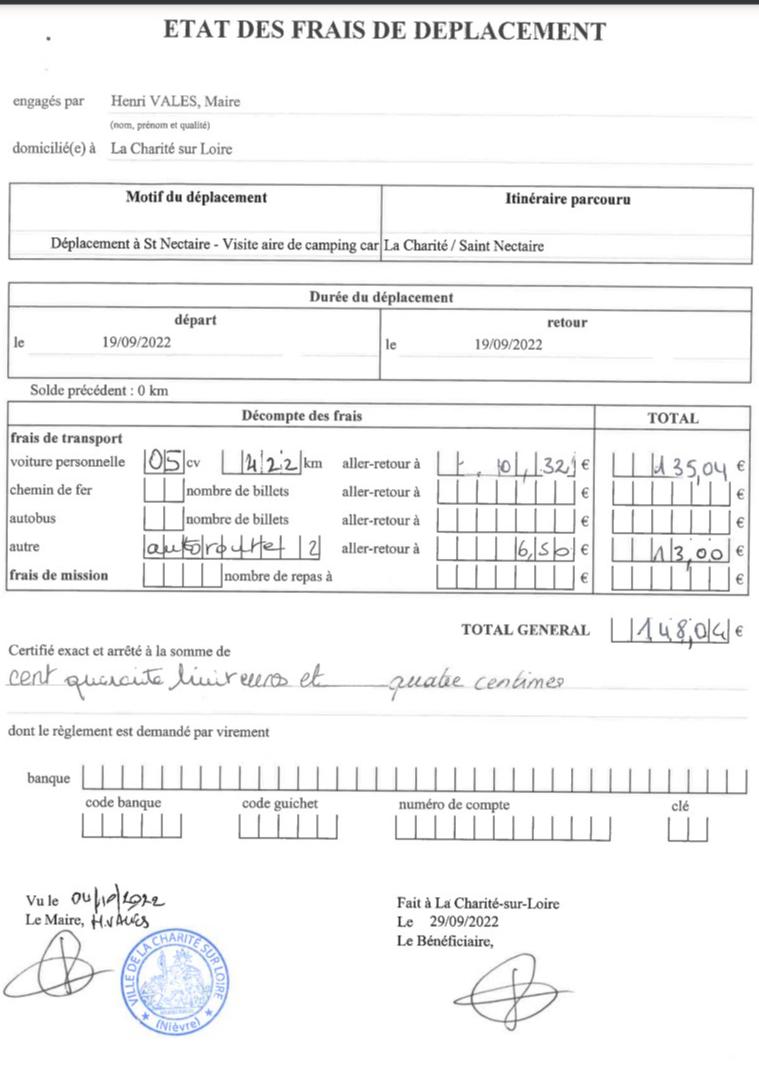 ETAT DES FRAIS DE DEPLACEMENT
engagés par Henri VALES, Maire
(nom, prénom et qualité)
domicilié(e) à La Charité sur Loire
Motif du déplacement Itinéraire parcouru
Déplacement à St Nectaire - Visite aire de camping car La Charité / Saint Nectaire
Durée du déplacement
départ retour
le 19/09/2022 le 19/09/2022
Solde précédent : 0 km
Décompte des frais TOTAL
frais de transport
voiture personnelle 05 cv 422 km aller-retour à 0,32 € 135,04 €
chemin de fer nombre de billets aller-retour à € €
autobus nombre de billets aller-retour à € €
autre 2 aller-retour à 6,50 € 13,00 €
frais de mission nombre de repas à € €
TOTAL GENERAL 148,04 €
Certifié exact et arrêté à la somme de
cent quarante huit euros et quatre centimes
dont le règlement est demandé par virement
banque
code banque code guichet numéro de compte clé
Vu le 04/10/2022 Fait à La Charité-sur-Loire
Le Maire, H.VALES Le 29/09/2022
Le Bénéficiaire,
VILLE DE LA CHARITÉ SUR LOIRE
(Nièvre)